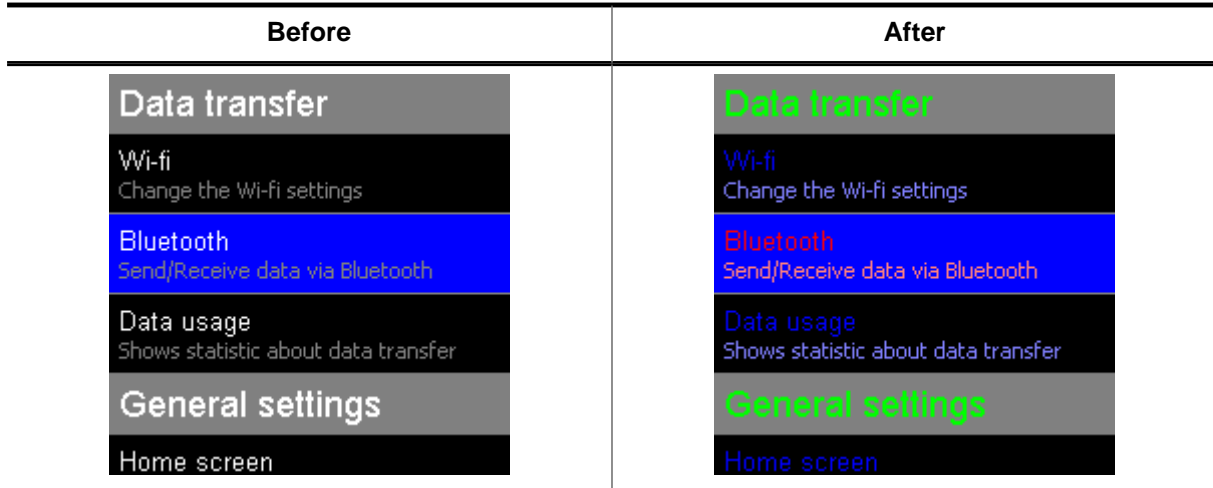 Before
After
Data transfer
Wi-fi
Change the Wi-fi settings
Bluetooth
Send/Receive data via Bluetooth
Data usage
Shows statistic about data transfer
General settings
Home screen
Data transfer
Wi-fi
Change the Wi-fi settings
Bluetooth
Send/Receive data via Bluetooth
Data usage
Shows statistic about data transfer
General settings
Home screen